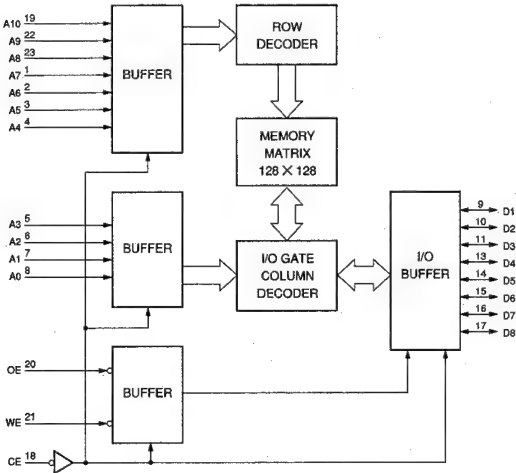 A10 19
A9 22
A8 23
A7 1
A6 2
A5 3
A4 4
BUFFER
ROW
DECODER
MEMORY
MATRIX
128 × 128
A3 5
A2 6
A1 7
A0 8
BUFFER
I/O GATE
COLUMN
DECODER
I/O
BUFFER
9 D1
10 D2
11 D3
13 D4
14 D5
15 D6
16 D7
17 D8
OE 20
WE 21
BUFFER
CE 18